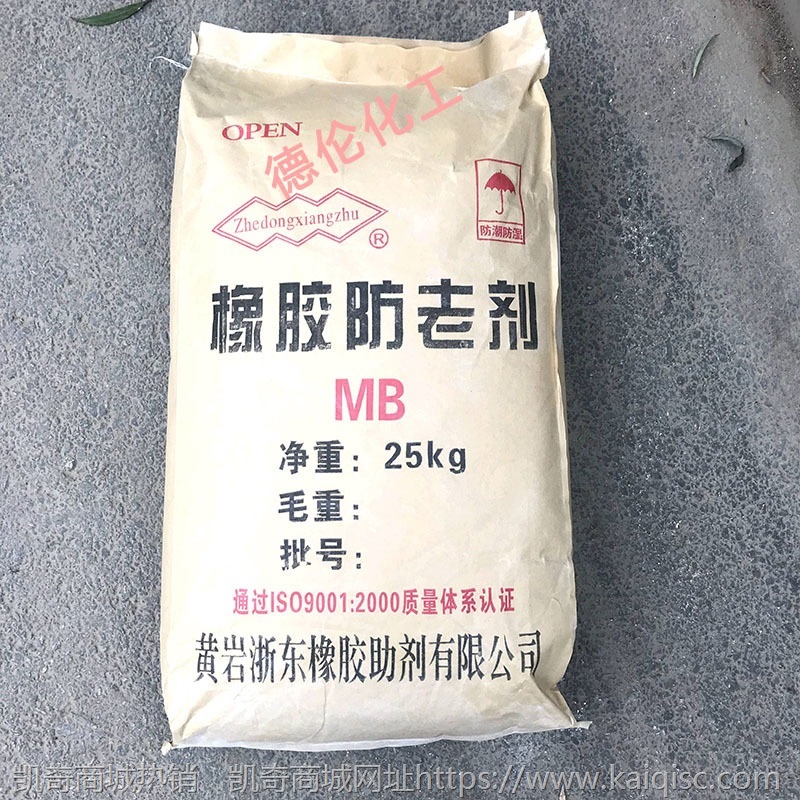 OPEN
德伦化工
Zhedongxiangzhu
®
防潮防湿
橡胶防老剂
MB
净重：25kg
毛重：
批号：
通过ISO9001:2000质量体系认证
黄岩浙东橡胶助剂有限公司
凯奇商城热销 凯奇商城网址https://www.kaiqisc.com